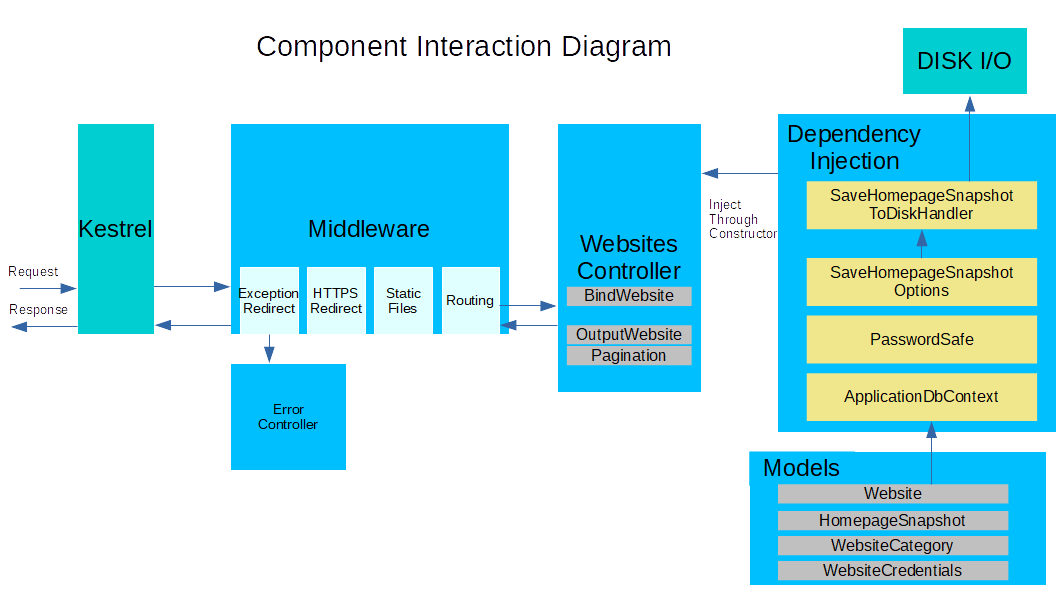 Component Interaction Diagram
DISK I/O
Kestrel
Request
Response
Middleware
Exception
Redirect
HTTPS
Redirect
Static
Files
Routing
Error
Controller
Websites
Controller
BindWebsite
OutputWebsite
Pagination
Inject
Through
Constructor
Dependency
Injection
SaveHomepageSnapshot
ToDiskHandler
SaveHomepageSnapshot
Options
PasswordSafe
ApplicationDbContext
Models
Website
HomepageSnapshot
WebsiteCategory
WebsiteCredentials